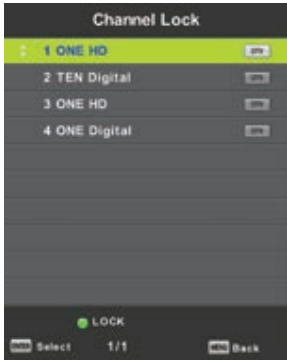 Channel Lock
1 ONE HD DTV
2 TEN Digital
3 ONE HD
4 ONE Digital
LOCK
Select 1/1 Back